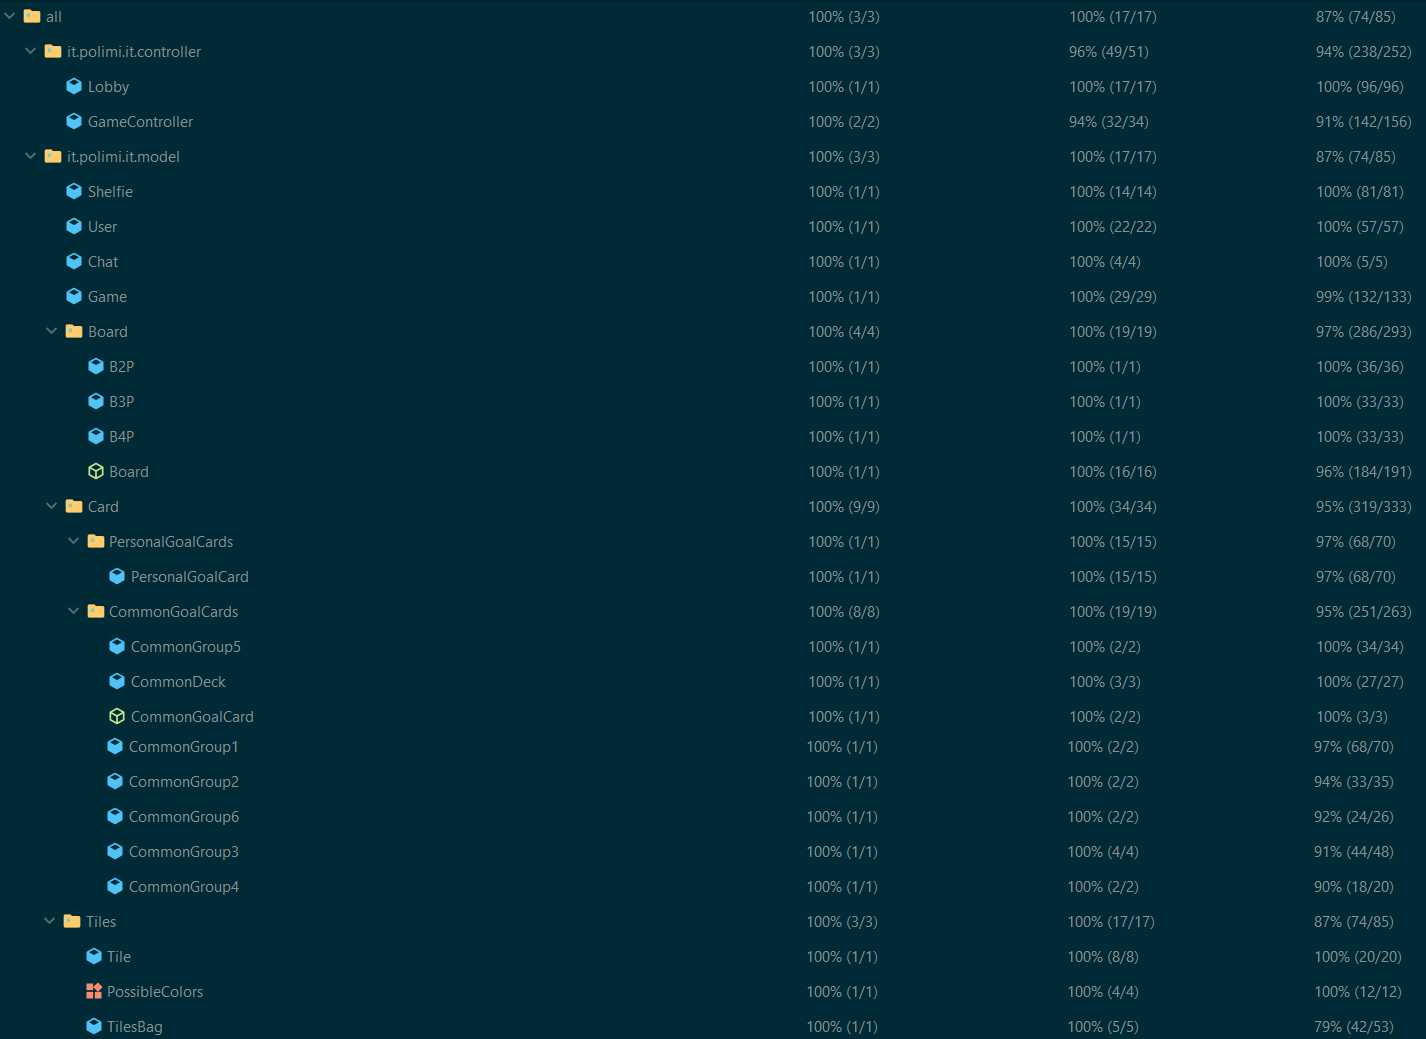 all 100% (3/3) 100% (17/17) 87% (74/85)
it.polimi.it.controller 100% (3/3) 96% (49/51) 94% (238/252)
Lobby 100% (1/1) 100% (17/17) 100% (96/96)
GameController 100% (2/2) 94% (32/34) 91% (142/156)
it.polimi.it.model 100% (3/3) 100% (17/17) 87% (74/85)
Shelfie 100% (1/1) 100% (14/14) 100% (81/81)
User 100% (1/1) 100% (22/22) 100% (57/57)
Chat 100% (1/1) 100% (4/4) 100% (5/5)
Game 100% (1/1) 100% (29/29) 99% (132/133)
Board 100% (4/4) 100% (19/19) 97% (286/293)
B2P 100% (1/1) 100% (1/1) 100% (36/36)
B3P 100% (1/1) 100% (1/1) 100% (33/33)
B4P 100% (1/1) 100% (1/1) 100% (33/33)
Board 100% (1/1) 100% (16/16) 96% (184/191)
Card 100% (9/9) 100% (34/34) 95% (319/333)
PersonalGoalCards 100% (1/1) 100% (15/15) 97% (68/70)
PersonalGoalCard 100% (1/1) 100% (15/15) 97% (68/70)
CommonGoalCards 100% (8/8) 100% (19/19) 95% (251/263)
CommonGroup5 100% (1/1) 100% (2/2) 100% (34/34)
CommonDeck 100% (1/1) 100% (3/3) 100% (27/27)
CommonGoalCard 100% (1/1) 100% (2/2) 100% (3/3)
CommonGroup1 100% (1/1) 100% (2/2) 97% (68/70)
CommonGroup2 100% (1/1) 100% (2/2) 94% (33/35)
CommonGroup6 100% (1/1) 100% (2/2) 92% (24/26)
CommonGroup3 100% (1/1) 100% (4/4) 91% (44/48)
CommonGroup4 100% (1/1) 100% (2/2) 90% (18/20)
Tiles 100% (3/3) 100% (17/17) 87% (74/85)
Tile 100% (1/1) 100% (8/8) 100% (20/20)
PossibleColors 100% (1/1) 100% (4/4) 100% (12/12)
TilesBag 100% (1/1) 100% (5/5) 79% (42/53)